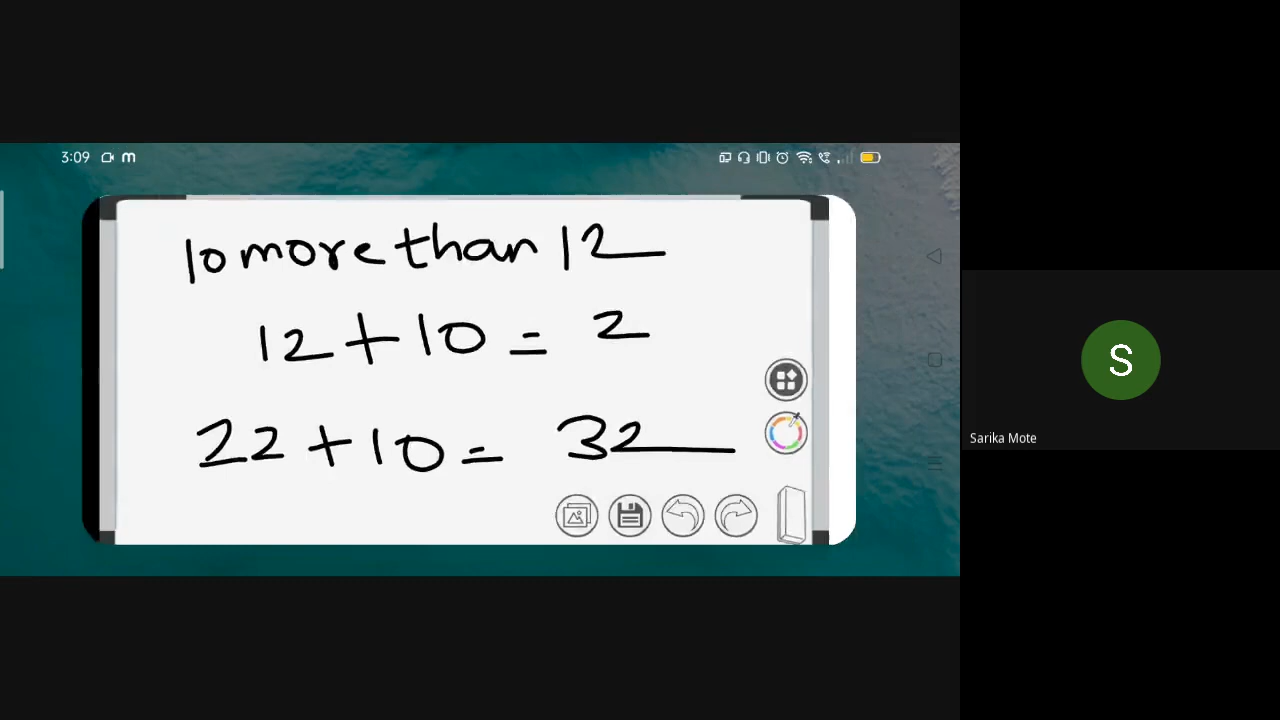 3:09 m
10 more than 12
12 + 10 = 2
22 + 10 = 32
S
Sarika Mote